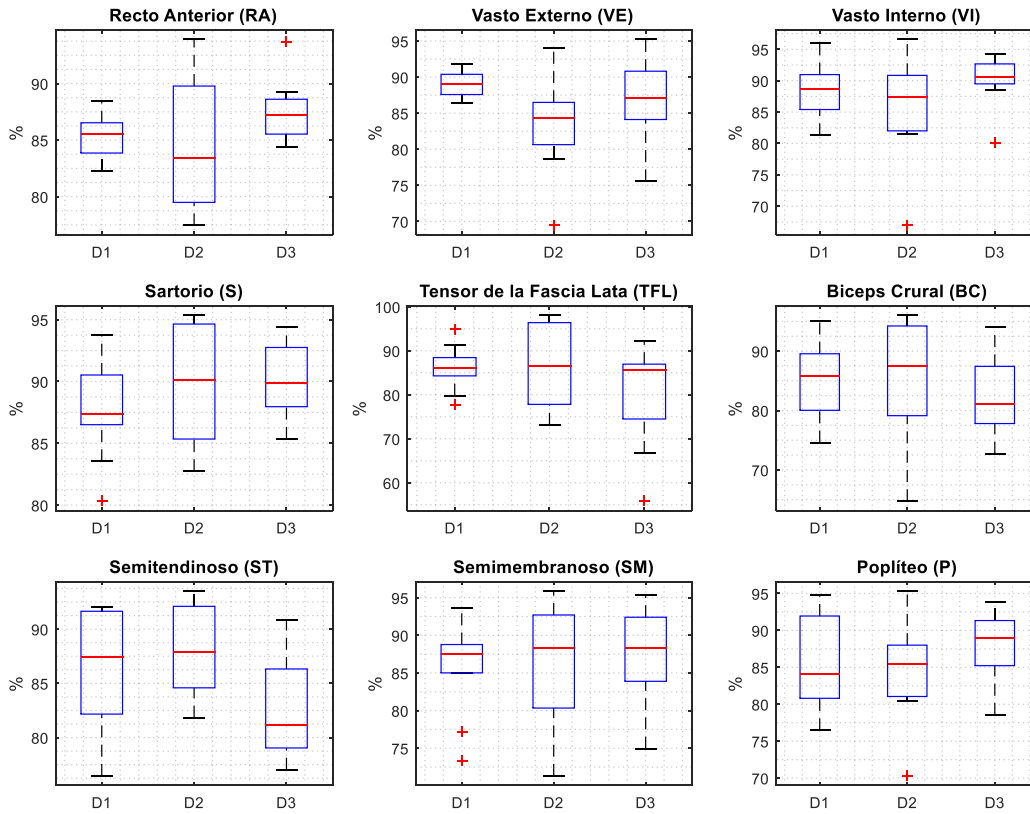 Recto Anterior (RA)
%
90
85
80
D1 D2 D3
Vasto Externo (VE)
%
95
90
85
80
75
70
D1 D2 D3
Vasto Interno (VI)
%
95
90
85
80
75
70
D1 D2 D3
Sartorio (S)
%
95
90
85
80
D1 D2 D3
Tensor de la Fascia Lata (TFL)
%
100
90
80
70
60
D1 D2 D3
Biceps Crural (BC)
%
90
80
70
D1 D2 D3
Semitendinoso (ST)
%
90
85
80
D1 D2 D3
Semimembranoso (SM)
%
95
90
85
80
75
D1 D2 D3
Poplíteo (P)
%
95
90
85
80
75
70
D1 D2 D3